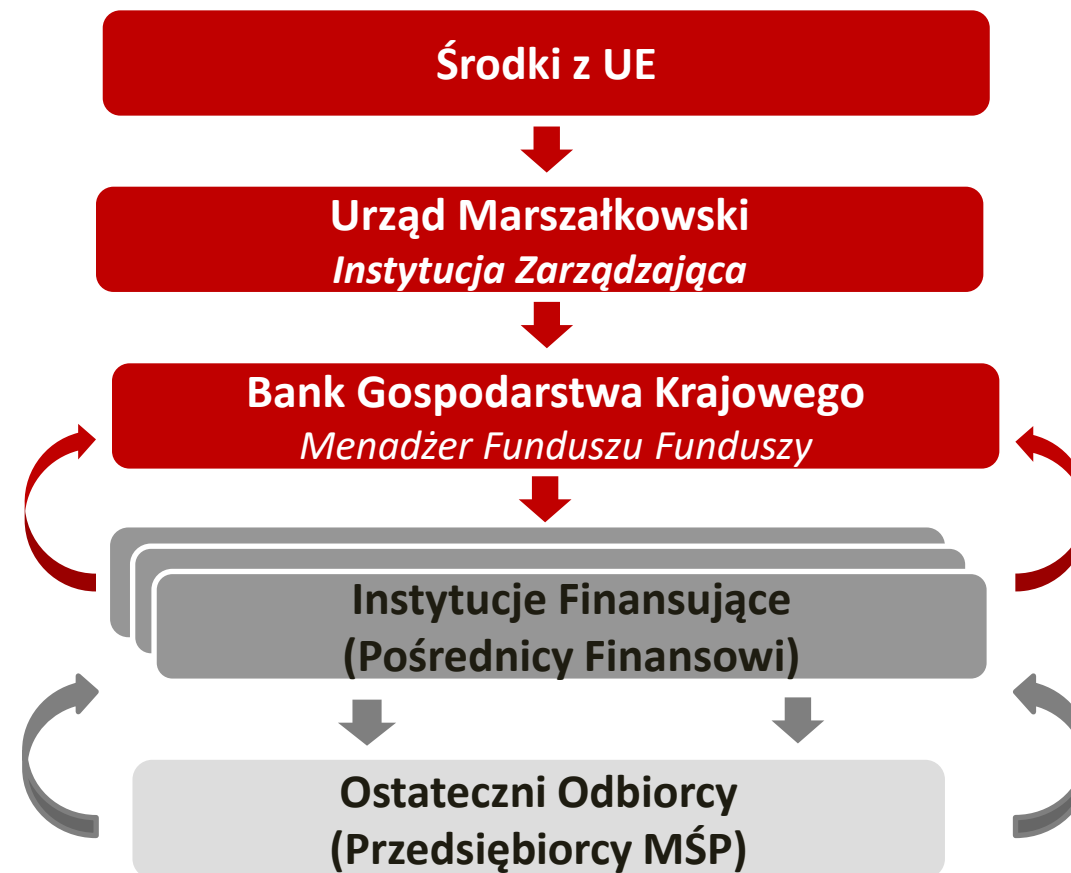 Środki z UE
Urząd Marszałkowski
Instytucja Zarządzająca
Bank Gospodarstwa Krajowego
Menadżer Funduszu Funduszy
Instytucje Finansujące
(Pośrednicy Finansowi)
Ostateczni Odbiorcy
(Przedsiębiorcy MŚP)